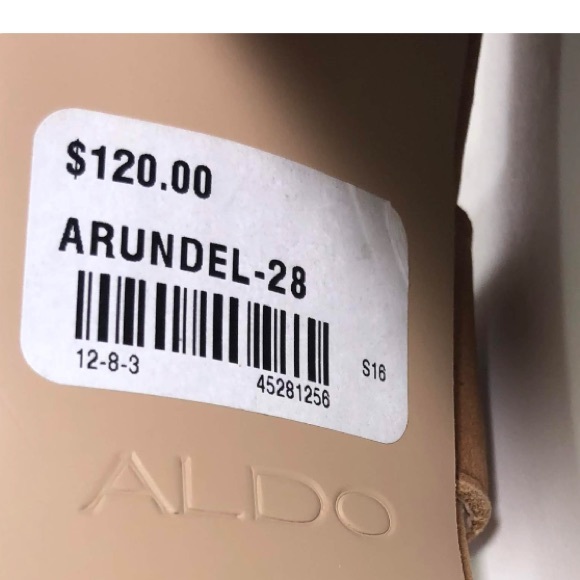 $120.00
ARUNDEL-28
12-8-3
45281256
S16
ALDO